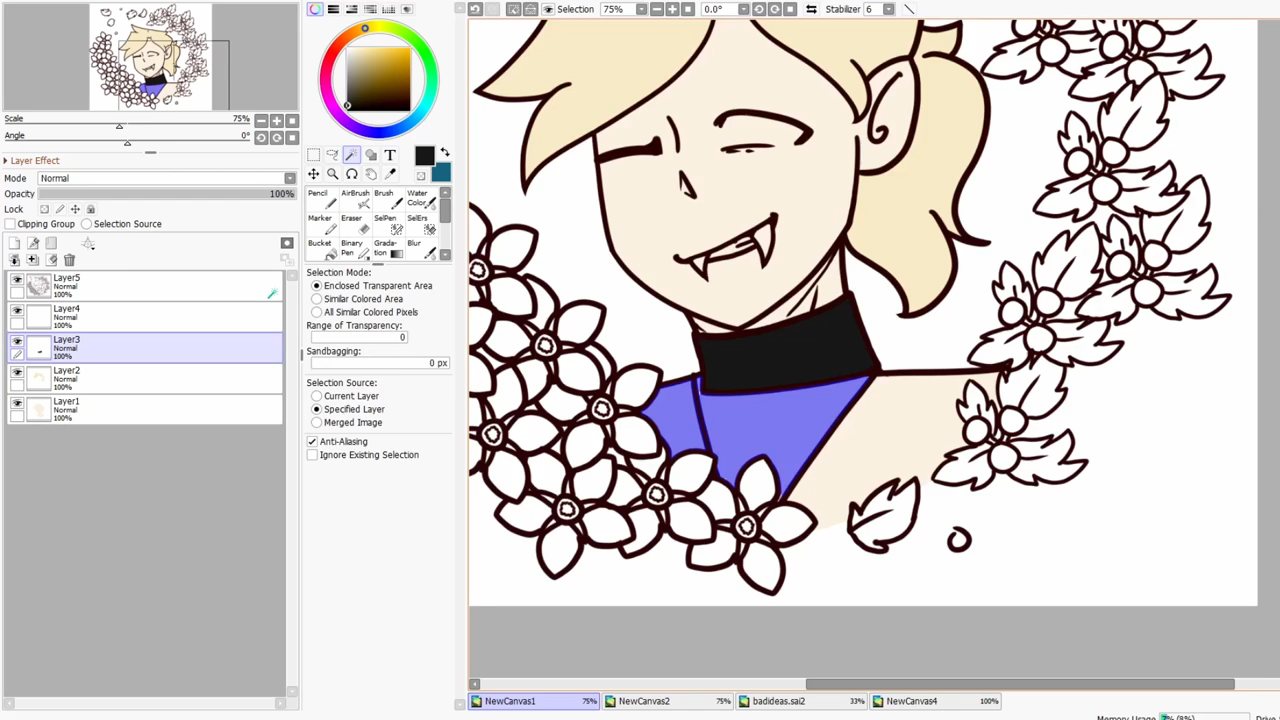 Selection 75% 0.0° Stabilizer 6
Scale 75%
Angle 0°
Layer Effect
Mode Normal
Opacity 100%
Lock
Clipping Group Selection Source
Layer5
Normal
100%
Layer4
Normal
100%
Layer3
Normal
100%
Layer2
Normal
100%
Layer1
Normal
100%
T
Pencil AirBrush Brush Water Color
Marker Eraser SelPen SelErs
Bucket Binary Pen Grada- tion Blur
Selection Mode:
Enclosed Transparent Area
Similar Colored Area
All Similar Colored Pixels
Range of Transparency:
0
Sandbagging:
0 px
Selection Source:
Current Layer
Specified Layer
Merged Image
Anti-Aliasing
Ignore Existing Selection
NewCanvas1 75% NewCanvas2 75% badideas.sai2 33% NewCanvas4 100%
Memory Usage 7% (8%) Drive